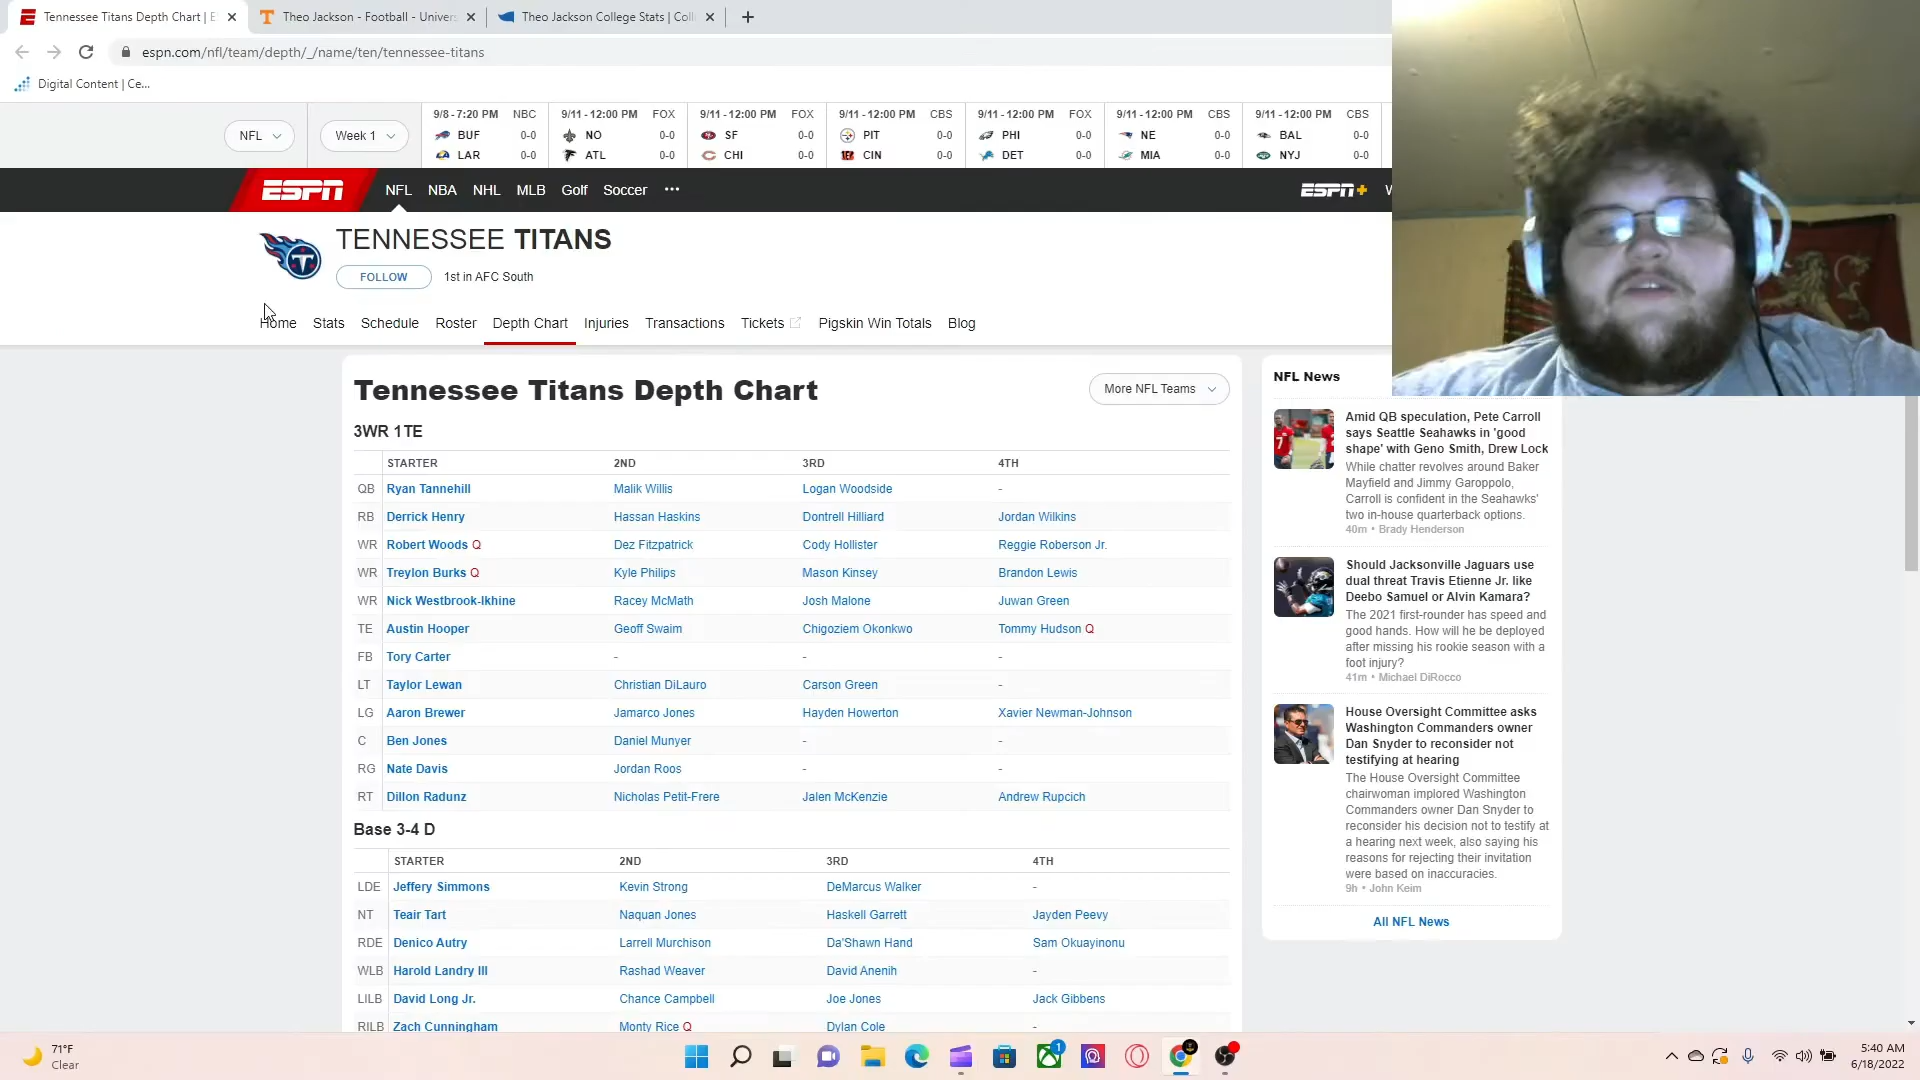 Tennessee Titans Depth Chart | E
Theo Jackson - Football - Univers
Theo Jackson College Stats | Coll
espn.com/nfl/team/depth/_/name/ten/tennessee-titans
Digital Content | Ce...
NFL
Week 1
9/8 - 7:20 PM NBC
BUF 0-0
LAR 0-0
9/11 - 12:00 PM FOX
NO 0-0
ATL 0-0
9/11 - 12:00 PM FOX
SF 0-0
CHI 0-0
9/11 - 12:00 PM CBS
PIT 0-0
CIN 0-0
9/11 - 12:00 PM FOX
PHI 0-0
DET 0-0
9/11 - 12:00 PM CBS
NE 0-0
MIA 0-0
9/11 - 12:00 PM CBS
BAL 0-0
NYJ 0-0
ESPN NFL NBA NHL MLB Golf Soccer ••• ESPN+ W
TENNESSEE TITANS
FOLLOW 1st in AFC South
Home Stats Schedule Roster Depth Chart Injuries Transactions Tickets Pigskin Win Totals Blog
Tennessee Titans Depth Chart
More NFL Teams
3WR 1TE
STARTER 2ND 3RD 4TH
QB Ryan Tannehill Malik Willis Logan Woodside -
RB Derrick Henry Hassan Haskins Dontrell Hilliard Jordan Wilkins
WR Robert Woods Q Dez Fitzpatrick Cody Hollister Reggie Roberson Jr.
WR Treylon Burks Q Kyle Philips Mason Kinsey Brandon Lewis
WR Nick Westbrook-Ikhine Racey McMath Josh Malone Juwan Green
TE Austin Hooper Geoff Swaim Chigoziem Okonkwo Tommy Hudson Q
FB Tory Carter - - -
LT Taylor Lewan Christian DiLauro Carson Green -
LG Aaron Brewer Jamarco Jones Hayden Howerton Xavier Newman-Johnson
C Ben Jones Daniel Munyer - -
RG Nate Davis Jordan Roos - -
RT Dillon Radunz Nicholas Petit-Frere Jalen McKenzie Andrew Rupcich
Base 3-4 D
STARTER 2ND 3RD 4TH
LDE Jeffery Simmons Kevin Strong DeMarcus Walker -
NT Teair Tart Naquan Jones Haskell Garrett Jayden Peevy
RDE Denico Autry Larrell Murchison Da'Shawn Hand Sam Okuayinonu
WLB Harold Landry III Rashad Weaver David Anenih -
LILB David Long Jr. Chance Campbell Joe Jones Jack Gibbens
RILB Zach Cunningham Monty Rice Q Dylan Cole -
NFL News
Amid QB speculation, Pete Carroll
says Seattle Seahawks in 'good
shape' with Geno Smith, Drew Lock
While chatter revolves around Baker
Mayfield and Jimmy Garoppolo,
Carroll is confident in the Seahawks'
two in-house quarterback options.
40m • Brady Henderson
Should Jacksonville Jaguars use
dual threat Travis Etienne Jr. like
Deebo Samuel or Alvin Kamara?
The 2021 first-rounder has speed and
good hands. How will he be deployed
after missing his rookie season with a
foot injury?
41m • Michael DiRocco
House Oversight Committee asks
Washington Commanders owner
Dan Snyder to reconsider not
testifying at hearing
The House Oversight Committee
chairwoman implored Washington
Commanders owner Dan Snyder to
reconsider his decision not to testify at
a hearing next week, also saying his
reasons for rejecting their invitation
were based on inaccuracies.
9h • John Keim
All NFL News
71°F
Clear
1
5:40 AM
6/18/2022